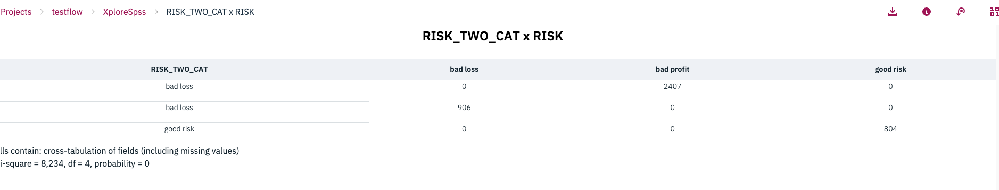 Projects > testflow > XploreSpss > RISK_TWO_CAT x RISK
RISK_TWO_CAT x RISK
RISK_TWO_CAT bad loss bad profit good risk
bad loss 0 2407 0
bad loss 906 0 0
good risk 0 0 804
lls contain: cross-tabulation of fields (including missing values)
i-square = 8,234, df = 4, probability = 0